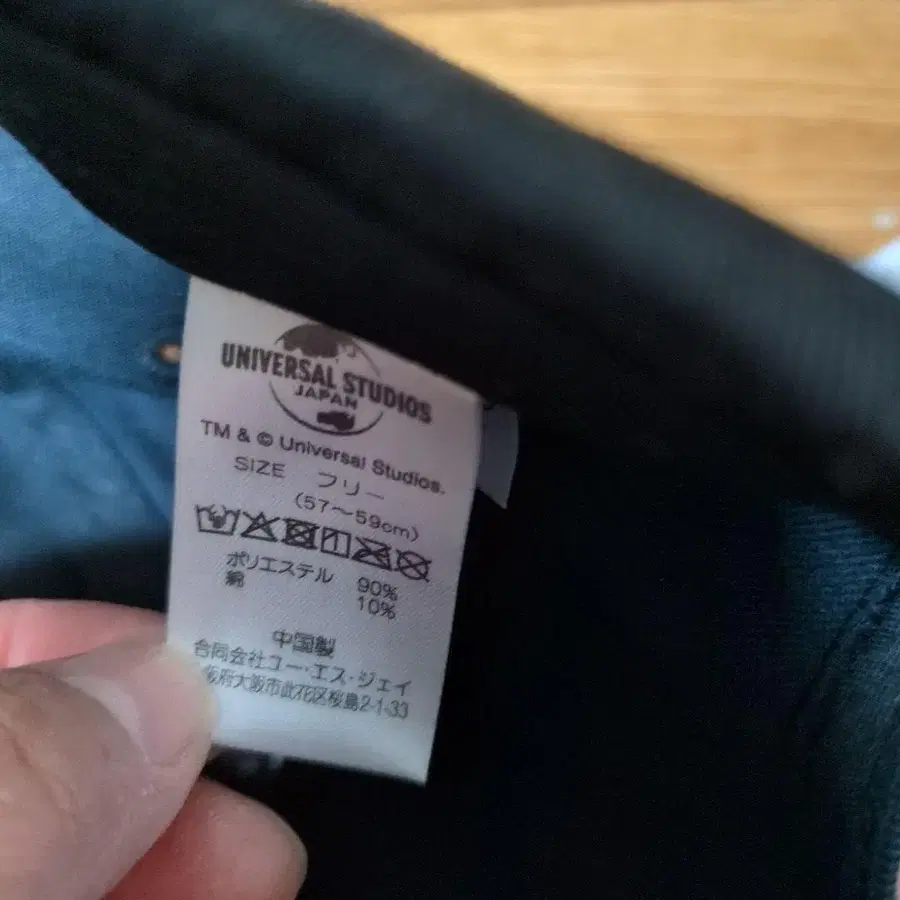 UNIVERSAL STUDIOS
JAPAN
TM & © Universal Studios.
SIZE フリー
(57〜59cm)
ポリエステル 90%
綿 10%
中国製
合同会社ユー・エス・ジェイ
阪府大阪市此花区桜島2-1-33